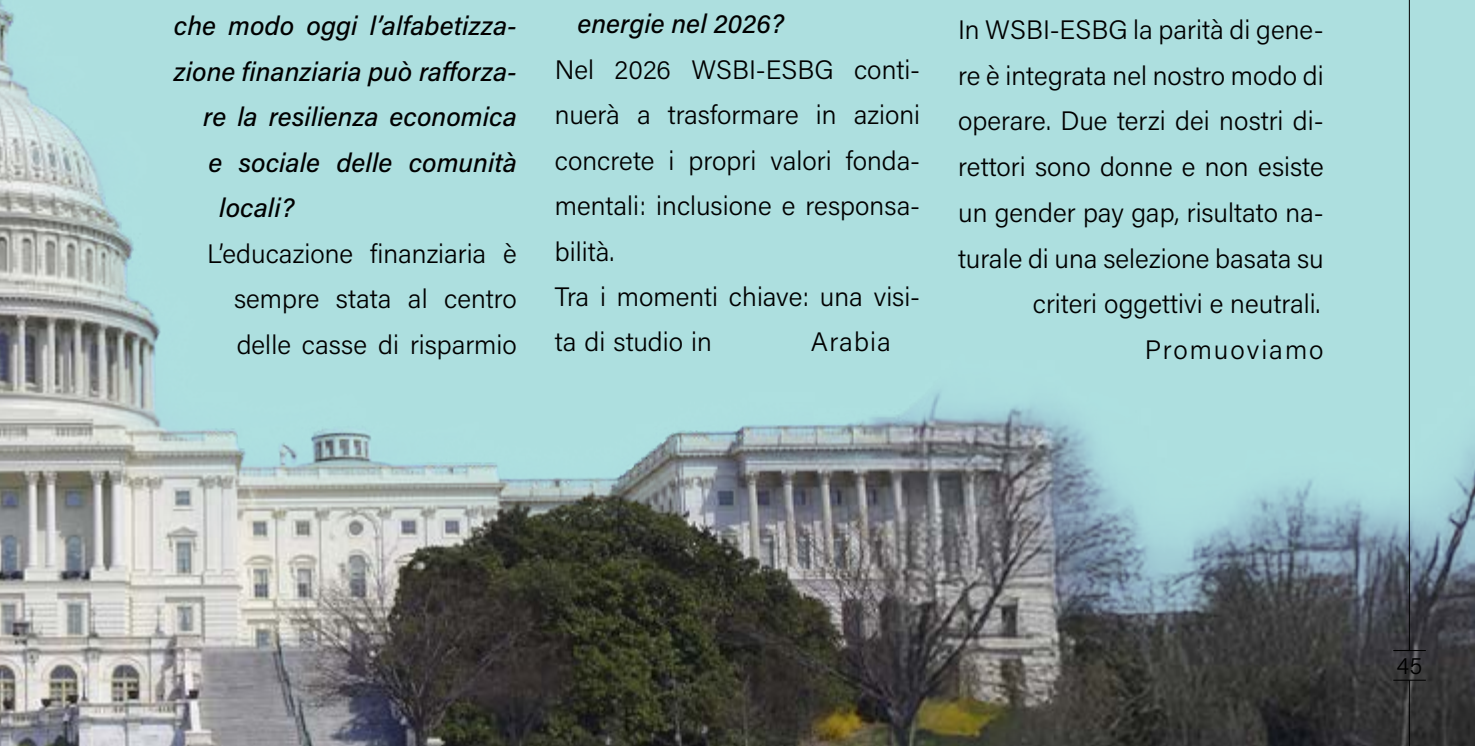 che modo oggi l’alfabetizza-
zione finanziaria può rafforza-
re la resilienza economica
e sociale delle comunità
locali?
L’educazione finanziaria è
sempre stata al centro
delle casse di risparmio
energie nel 2026?
Nel 2026 WSBI-ESBG conti-
nuerà a trasformare in azioni
concrete i propri valori fonda-
mentali: inclusione e responsa-
bilità.
Tra i momenti chiave: una visi-
ta di studio in Arabia
In WSBI-ESBG la parità di gene-
re è integrata nel nostro modo di
operare. Due terzi dei nostri di-
rettori sono donne e non esiste
un gender pay gap, risultato na-
turale di una selezione basata su
criteri oggettivi e neutrali.
Promuoviamo
45